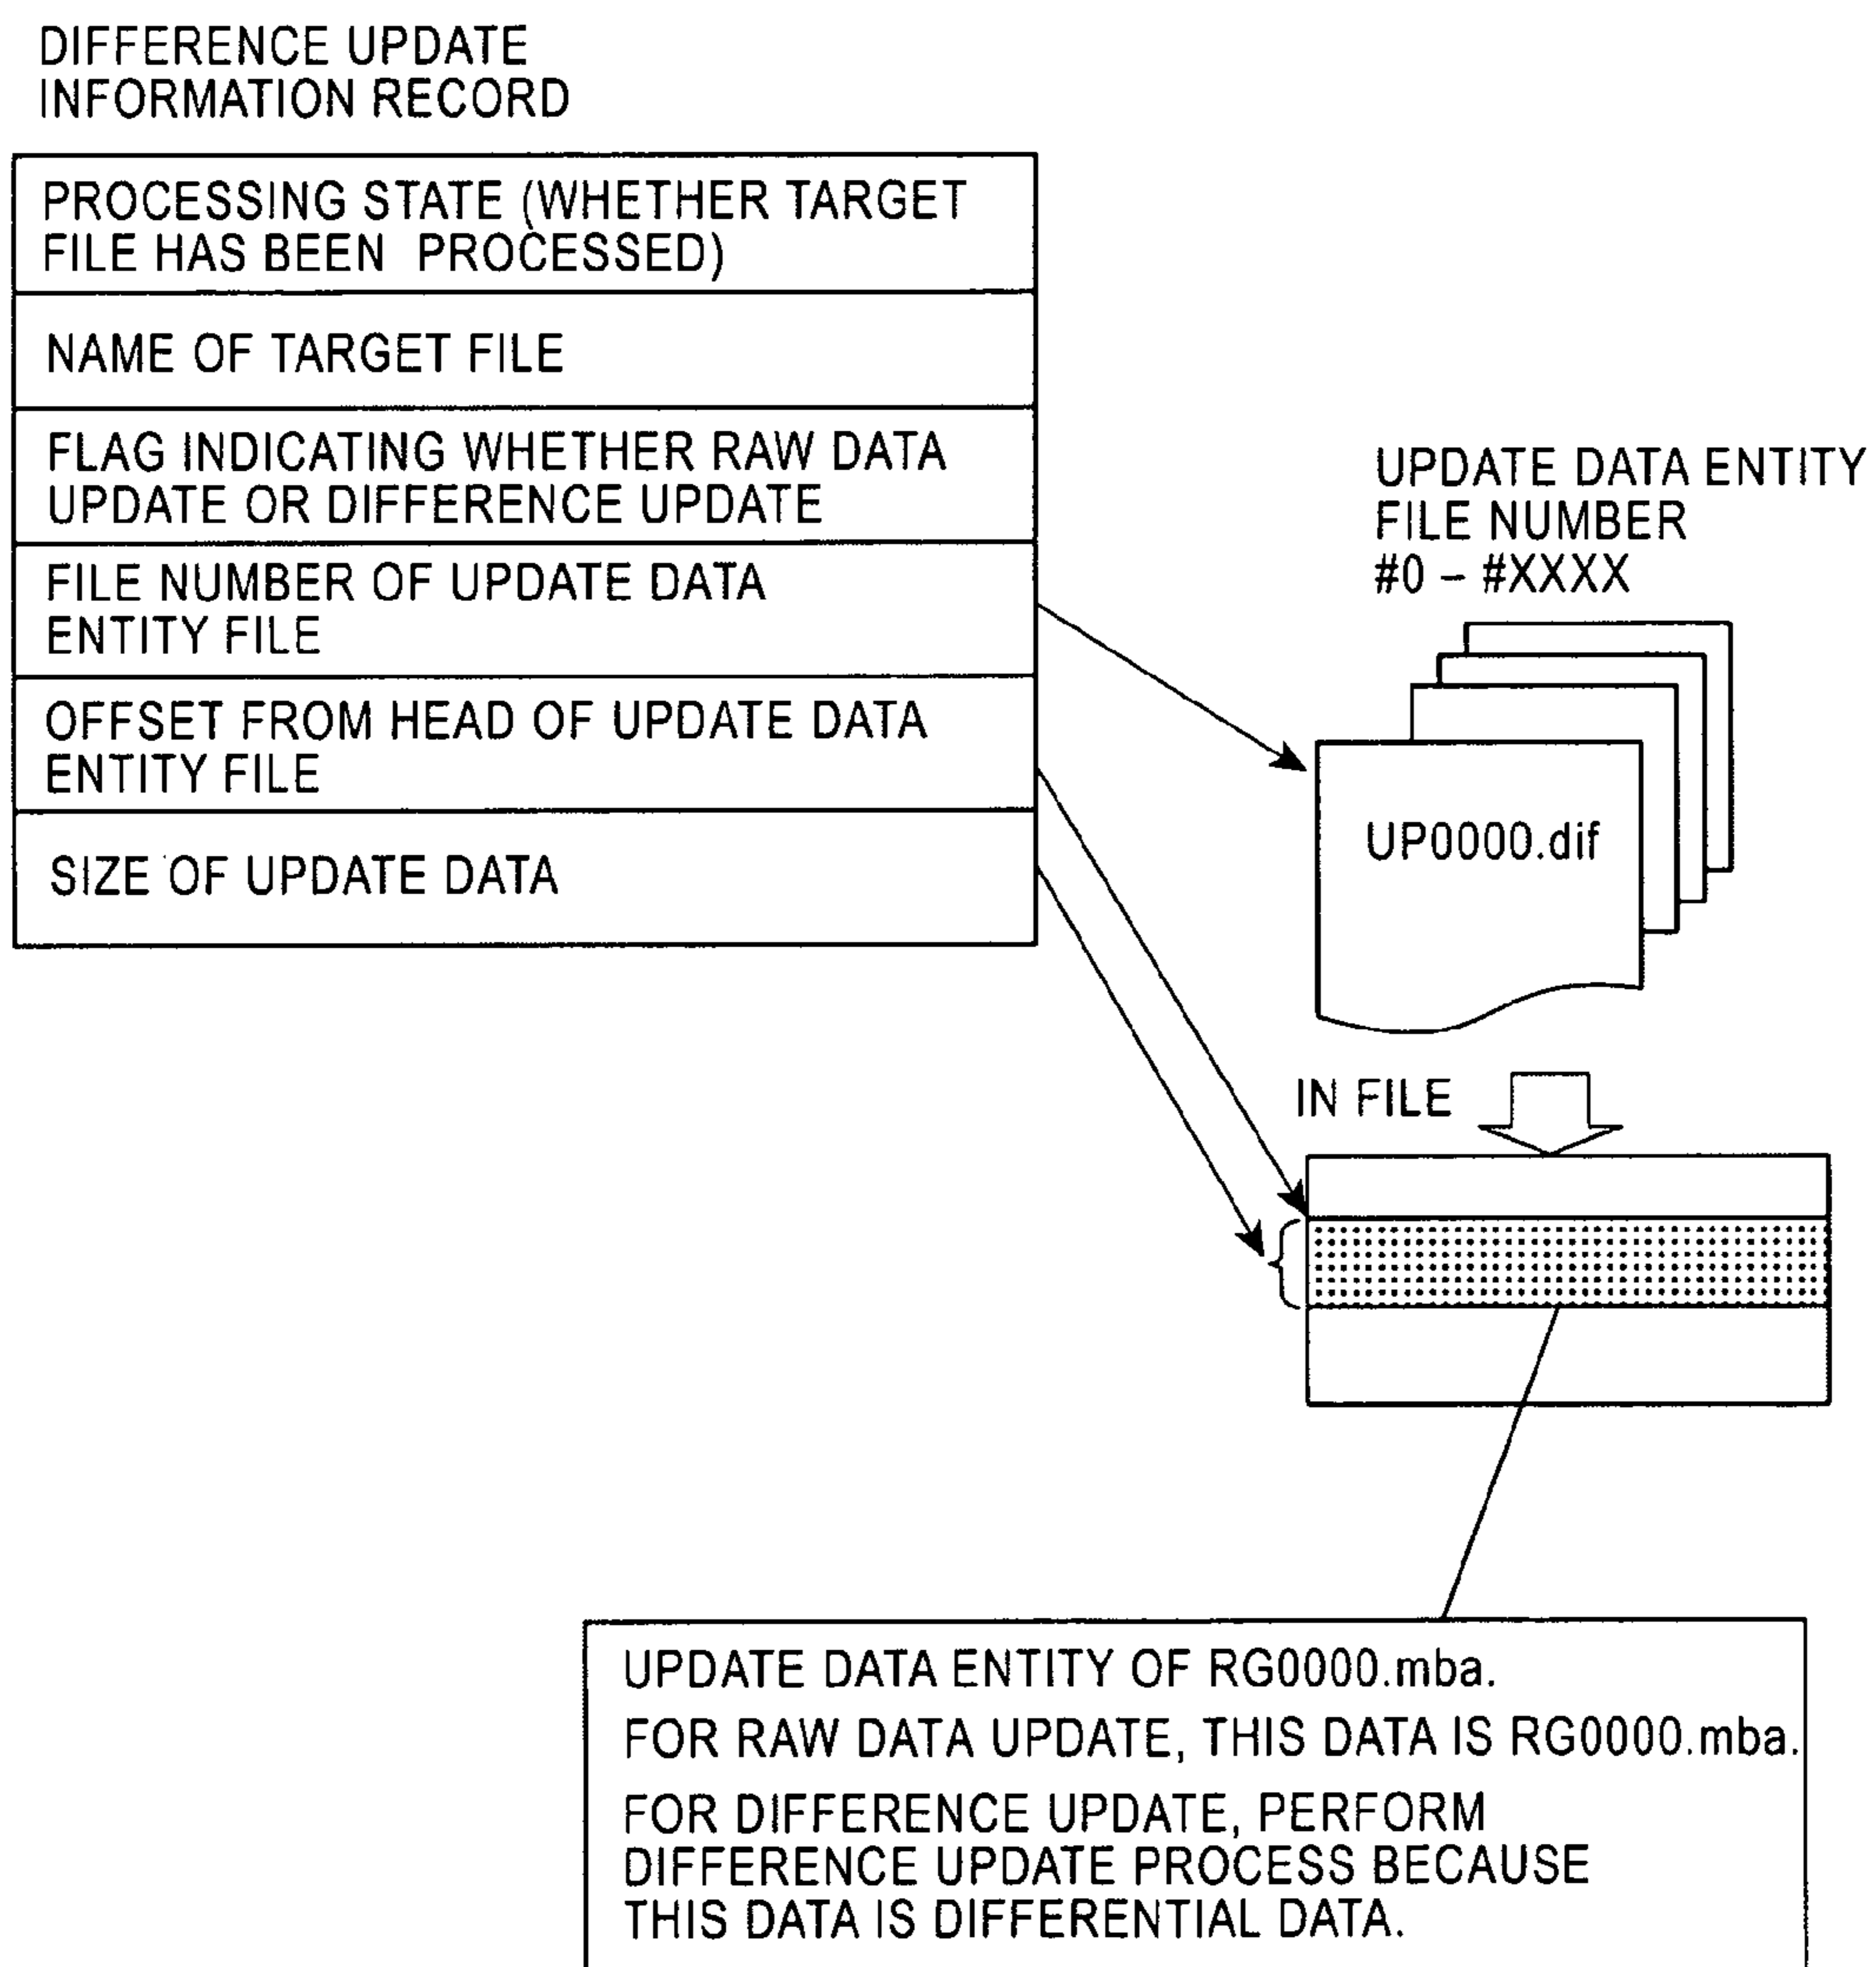 DIFFERENCE UPDATE
INFORMATION RECORD
PROCESSING STATE (WHETHER TARGET
FILE HAS BEEN PROCESSED)
NAME OF TARGET FILE
FLAG INDICATING WHETHER RAW DATA
UPDATE OR DIFFERENCE UPDATE
FILE NUMBER OF UPDATE DATA
ENTITY FILE
OFFSET FROM HEAD OF UPDATE DATA
ENTITY FILE
SIZE OF UPDATE DATA
UPDATE DATA ENTITY
FILE NUMBER
#0 – #XXXX
UP0000.dif
IN FILE
UPDATE DATA ENTITY OF RG0000.mba.
FOR RAW DATA UPDATE, THIS DATA IS RG0000.mba.
FOR DIFFERENCE UPDATE, PERFORM
DIFFERENCE UPDATE PROCESS BECAUSE
THIS DATA IS DIFFERENTIAL DATA.